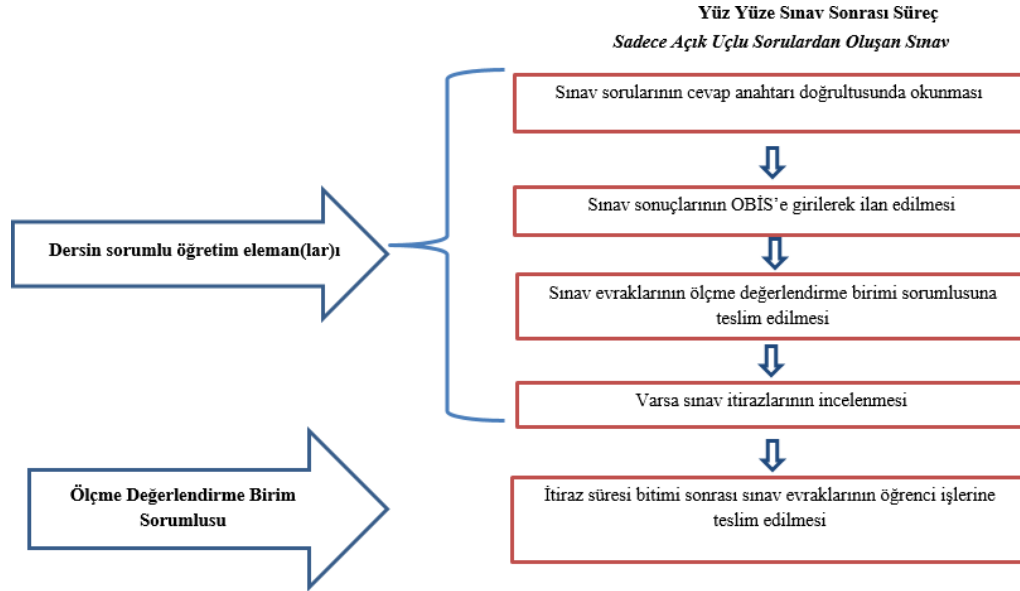 Yüz Yüze Sınav Sonrası Süreç
Sadece Açık Uçlu Sorulardan Oluşan Sınav
Sınav sorularının cevap anahtarı doğrultusunda okunması
Sınav sonuçlarının OBİS’e girilerek ilan edilmesi
Dersin sorumlu öğretim eleman(lar)ı
Sınav evraklarının ölçme değerlendirme birimi sorumlusuna
teslim edilmesi
Varsa sınav itirazlarının incelenmesi
Ölçme Değerlendirme Birim
Sorumlusu
İtiraz süresi bitimi sonrası sınav evraklarının öğrenci işlerine
teslim edilmesi